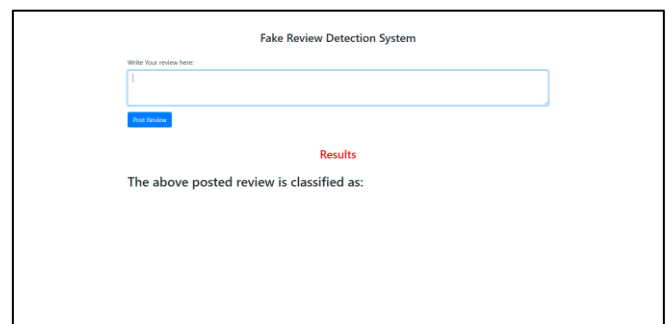 Fake Review Detection System
Write Your review here:
Post Review
Results
The above posted review is classified as: